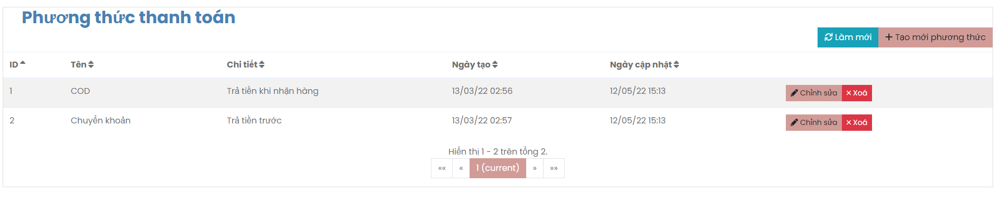 Phương thức thanh toán
Làm mới Tạo mới phương thức
ID Tên Chi tiết Ngày tạo Ngày cập nhật
1 COD Trả tiền khi nhận hàng 13/03/22 02:56 12/05/22 15:13 Chỉnh sửa Xoá
2 Chuyển khoản Trả tiền trước 13/03/22 02:57 12/05/22 15:13 Chỉnh sửa Xoá
Hiển thị 1 - 2 trên tổng 2.
«« « 1 (current) » »»